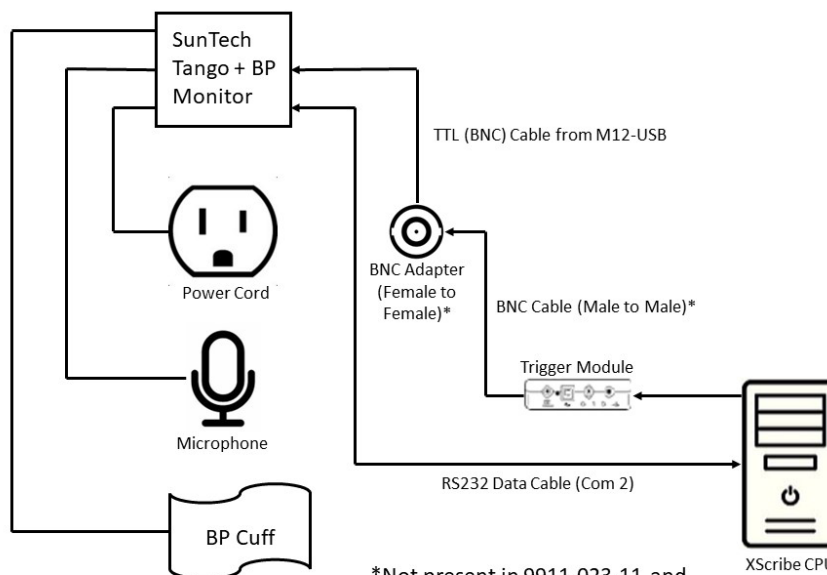 SunTech
Tango + BP
Monitor
TTL (BNC) Cable from M12-USB
BNC Adapter
(Female to
Female)*
Power Cord
BNC Cable (Male to Male)*
Trigger Module
Microphone
RS232 Data Cable (Com 2)
BP Cuff
XScribe CPU
*Not present in 9911-023-11 and